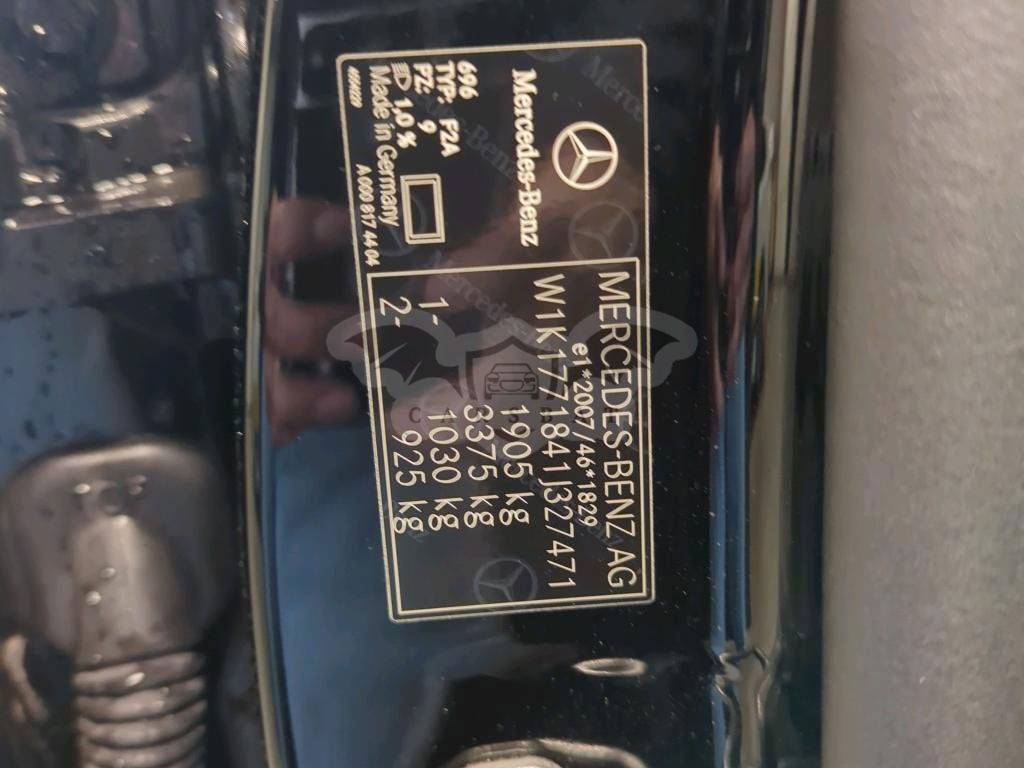 Mercedes-Benz
696
TYP: F2A
PZ: 9
1,0 %
Made in Germany
A 000 817 44 04
MERCEDES-BENZ AG
e1*2007/46*1829
W1K1771841J327471
1905 kg
3375 kg
1- 1030 kg
2- 925 kg